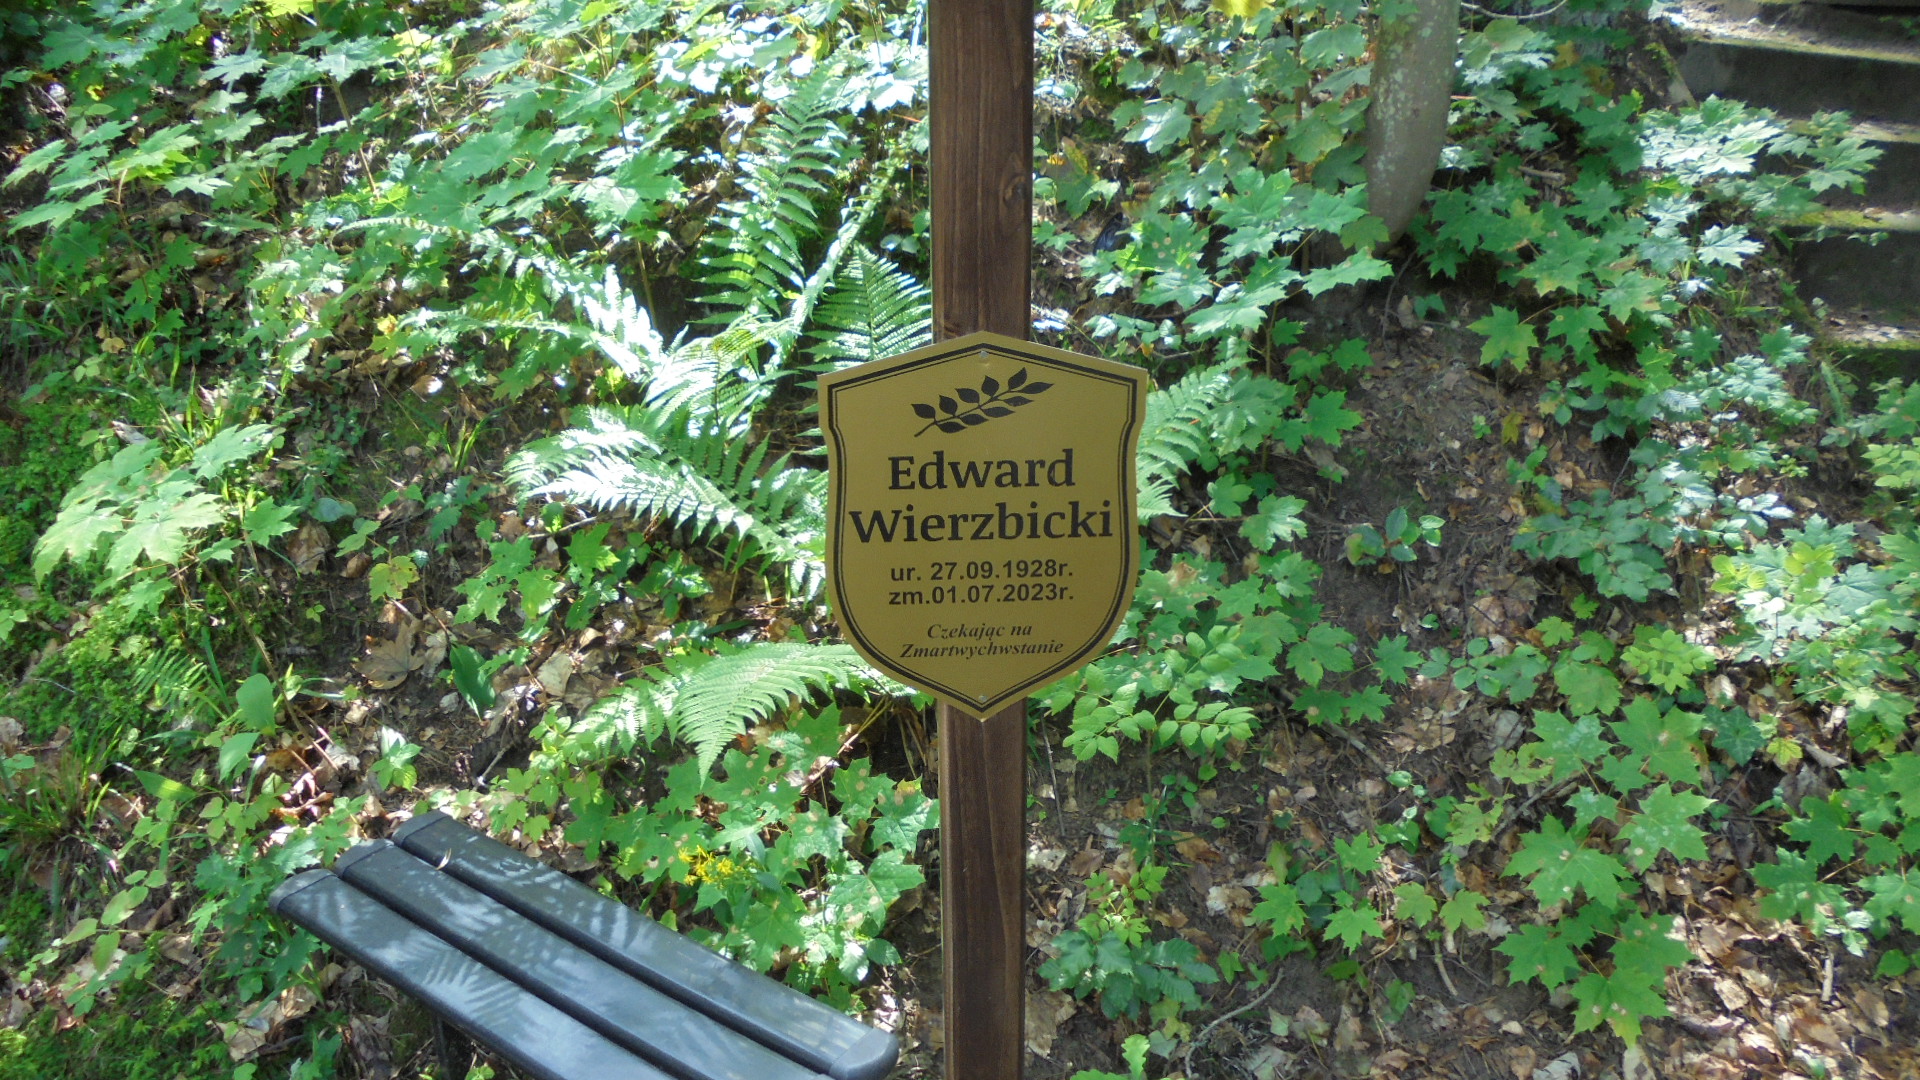 Edward
Wierzbicki
ur. 27.09.1928r.
zm.01.07.2023r.
Czekając na
Zmartwychwstanie